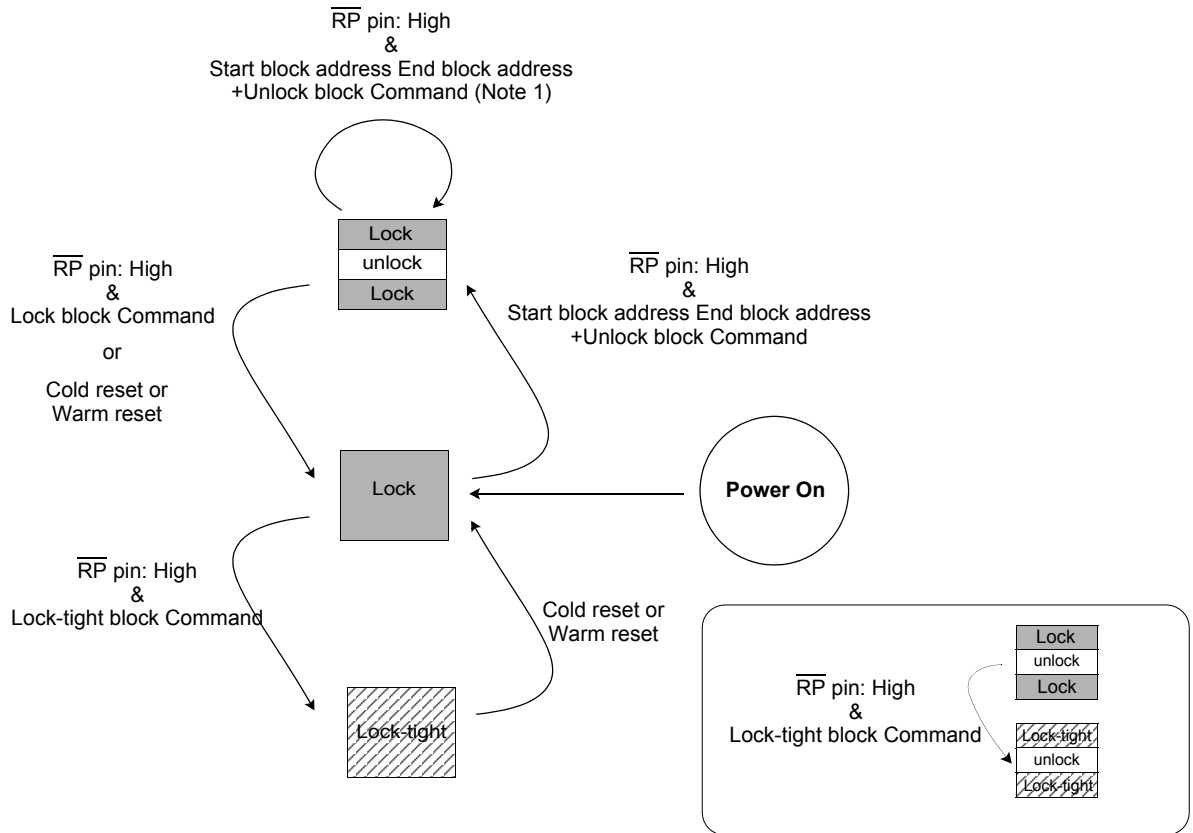 RP pin: High
&
Start block address End block address
+Unlock block Command (Note 1)
Lock
unlock
Lock
RP pin: High
&
Lock block Command
or
Cold reset or
Warm reset
RP pin: High
&
Start block address End block address
+Unlock block Command
Lock
Power On
RP pin: High
&
Lock-tight block Command
Cold reset or
Warm reset
Lock-tight
RP pin: High
&
Lock-tight block Command
Lock
unlock
Lock
Lock-tight
unlock
Lock-tight